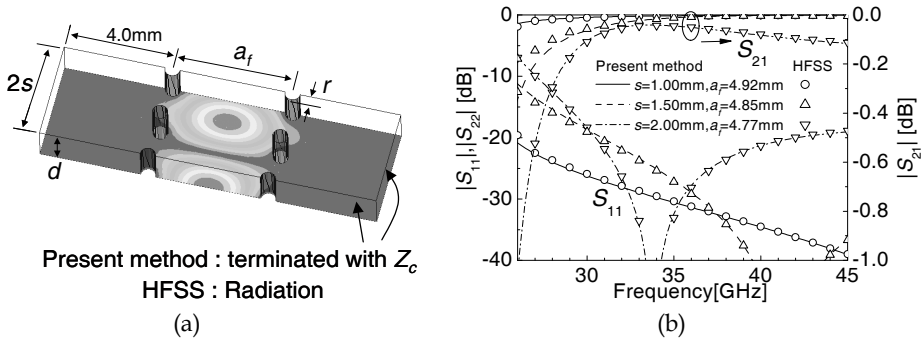 4.0mm
a_f
r
2s
d
Present method : terminated with Z_c
HFSS : Radiation
(a)
0
-10
-20
-30
-40
|S_11|,|S_22| [dB]
S_21
Present method HFSS
s=1.00mm, a_f=4.92mm
s=1.50mm, a_f=4.85mm
s=2.00mm, a_f=4.77mm
S_11
0.0
-0.2
-0.4
-0.6
-0.8
-1.0
|S_21| [dB]
30 35 40 45
Frequency[GHz]
(b)